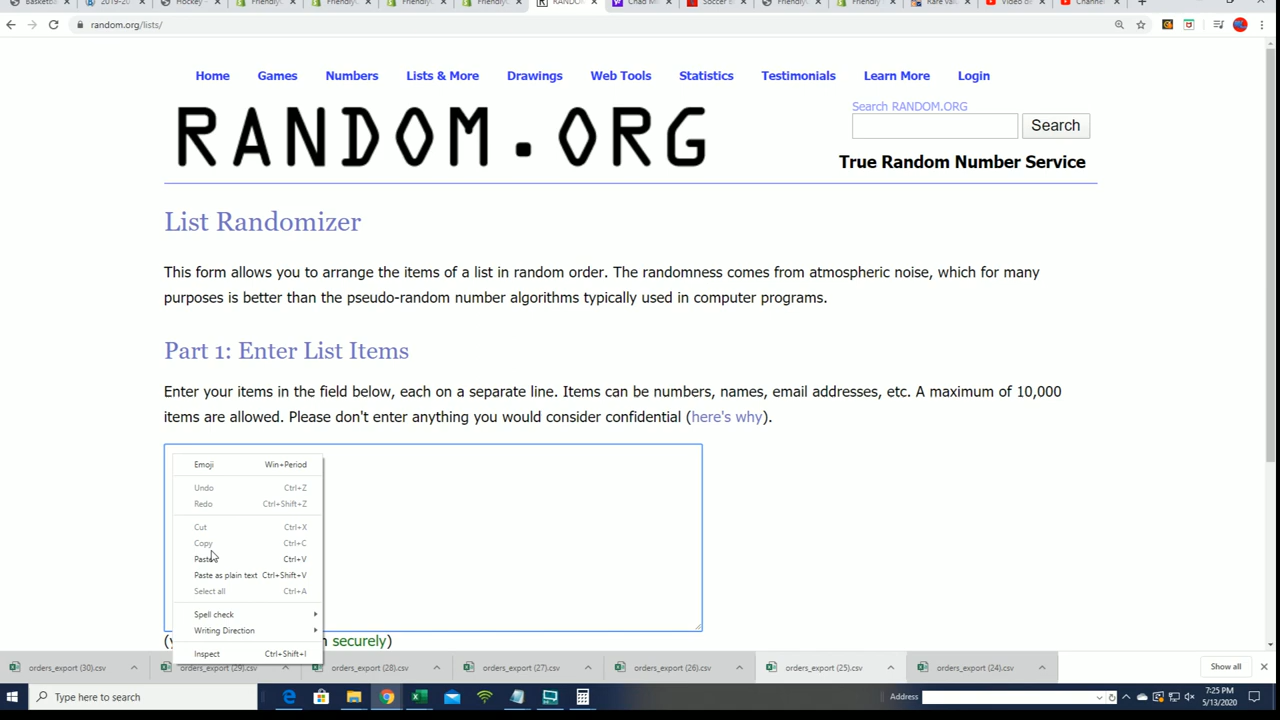 Basketb
2019-20
Hockey -
Friendly
Friendly
FriendlyC
FriendlyC
RANDO
Chad M
Soccer B
Friendly
Friendly
Rare Val
Video d
Channel
random.org/lists/
Home Games Numbers Lists & More Drawings Web Tools Statistics Testimonials Learn More Login
RANDOM.ORG
Search RANDOM.ORG
Search
True Random Number Service
List Randomizer
This form allows you to arrange the items of a list in random order. The randomness comes from atmospheric noise, which for many
purposes is better than the pseudo-random number algorithms typically used in computer programs.
Part 1: Enter List Items
Enter your items in the field below, each on a separate line. Items can be numbers, names, email addresses, etc. A maximum of 10,000
items are allowed. Please don't enter anything you would consider confidential (here's why).
Emoji Win+Period
Undo Ctrl+Z
Redo Ctrl+Shift+Z
Cut Ctrl+X
Copy Ctrl+C
Paste Ctrl+V
Paste as plain text Ctrl+Shift+V
Select all Ctrl+A
Spell check
Writing Direction
Inspect Ctrl+Shift+I
securely)
orders_export (30).csv orders_export (29).csv orders_export (28).csv orders_export (27).csv orders_export (26).csv orders_export (25).csv orders_export (24).csv Show all
Type here to search
Address
7:25 PM
5/13/2020